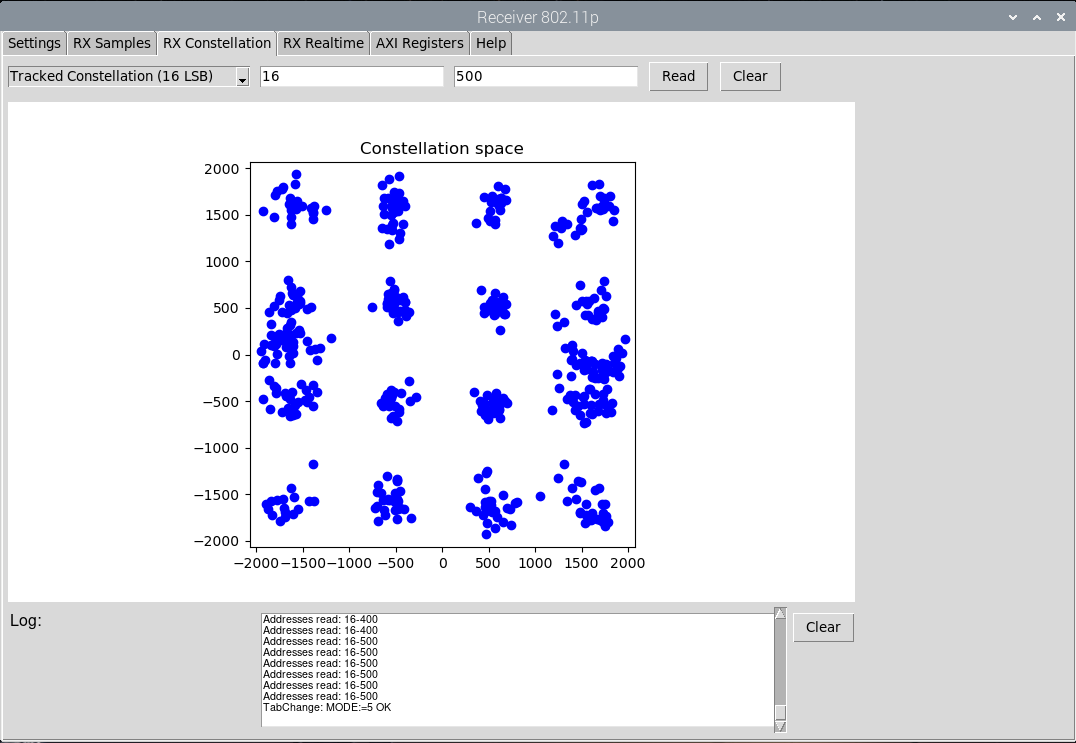 Receiver 802.11p
Settings RX Samples RX Constellation RX Realtime AXI Registers Help
Tracked Constellation (16 LSB) 16 500 Read Clear
Constellation space
2000
1500
1000
500
0
−500
−1000
−1500
−2000
−2000 −1500 −1000 −500 0 500 1000 1500 2000
Log:
Addresses read: 16-400
Addresses read: 16-400
Addresses read: 16-500
Addresses read: 16-500
Addresses read: 16-500
Addresses read: 16-500
Addresses read: 16-500
Addresses read: 16-500
TabChange: MODE:=5 OK
Clear